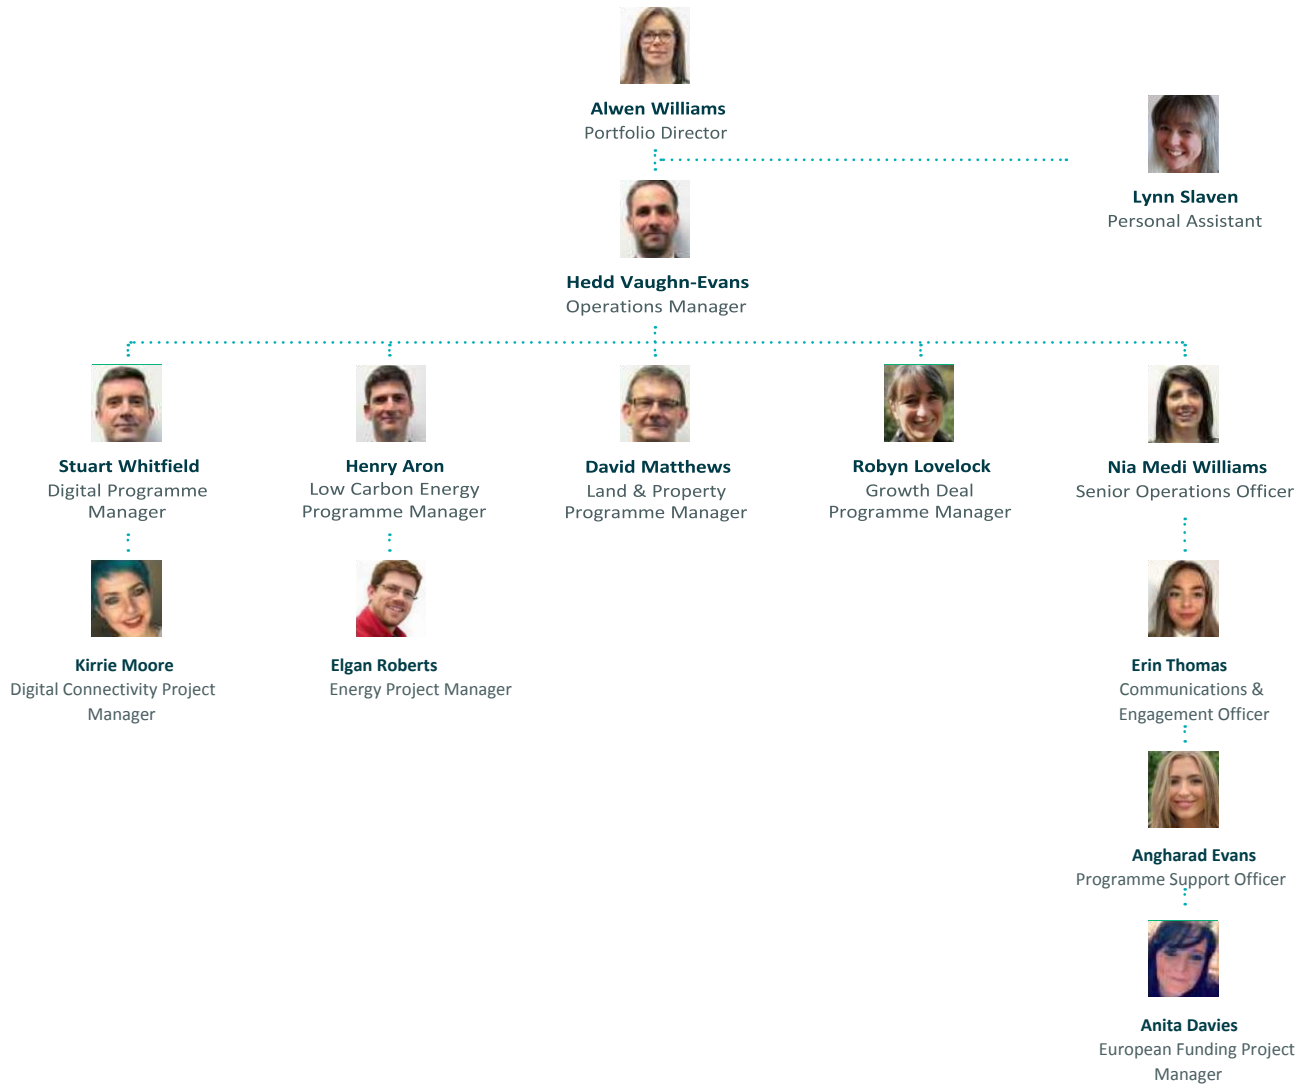 Alwen Williams
Portfolio Director
Lynn Slaven
Personal Assistant
Hedd Vaughn-Evans
Operations Manager
Stuart Whitfield
Digital Programme
Manager
Henry Aron
Low Carbon Energy
Programme Manager
David Matthews
Land & Property
Programme Manager
Robyn Lovelock
Growth Deal
Programme Manager
Nia Medi Williams
Senior Operations Officer
Kirrie Moore
Digital Connectivity Project
Manager
Elgan Roberts
Energy Project Manager
Erin Thomas
Communications &
Engagement Officer
Angharad Evans
Programme Support Officer
Anita Davies
European Funding Project
Manager